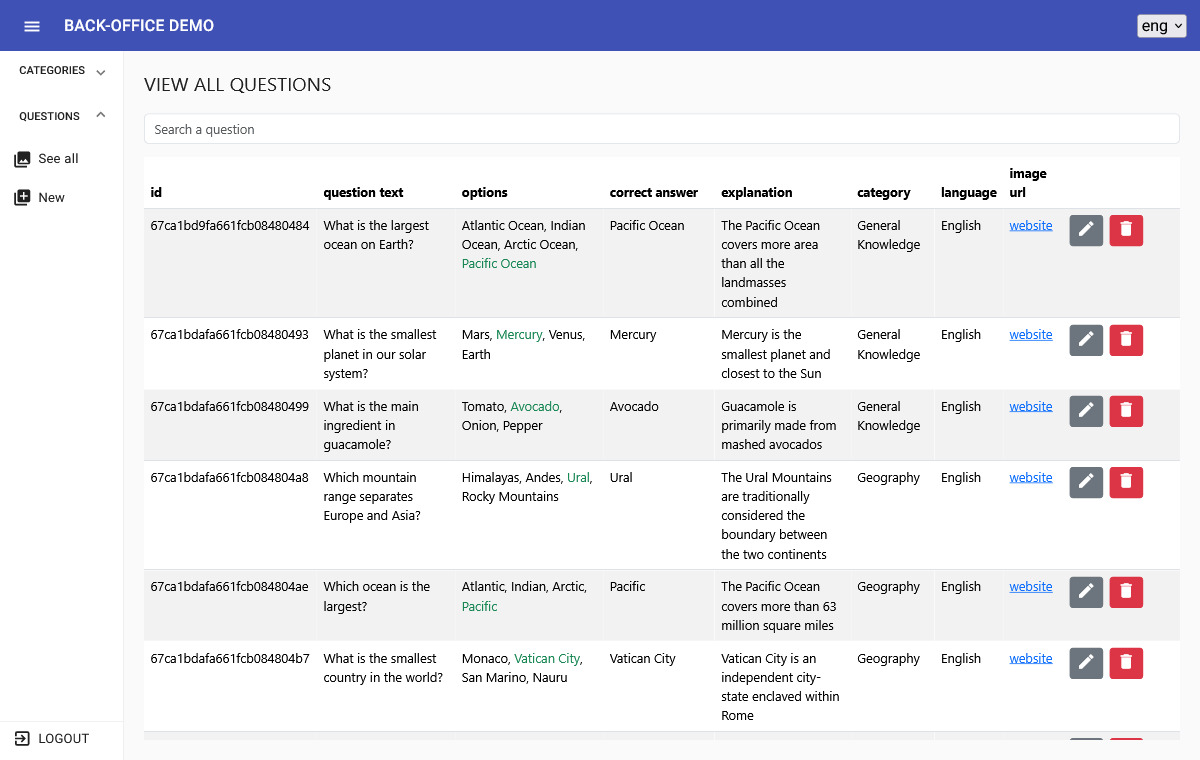 BACK-OFFICE DEMO
eng
CATEGORIES
QUESTIONS
See all
New
LOGOUT
VIEW ALL QUESTIONS
Search a question
id question text options correct answer explanation category language image url
67ca1bd9fa661fcb08480484 What is the largest Atlantic Ocean, Indian Pacific Ocean The Pacific Ocean General English website
ocean on Earth? Ocean, Arctic Ocean, covers more area Knowledge
Pacific Ocean than all the
landmasses
combined
67ca1bdafa661fcb08480493 What is the smallest Mars, Mercury, Venus, Mercury Mercury is the General English website
planet in our solar Earth smallest planet and Knowledge
system? closest to the Sun
67ca1bdafa661fcb08480499 What is the main Tomato, Avocado, Avocado Guacamole is General English website
ingredient in Onion, Pepper primarily made from Knowledge
guacamole? mashed avocados
67ca1bdafa661fcb084804a8 Which mountain Himalayas, Andes, Ural, Ural The Ural Mountains Geography English website
range separates Rocky Mountains are traditionally
Europe and Asia? considered the
boundary between
the two continents
67ca1bdafa661fcb084804ae Which ocean is the Atlantic, Indian, Arctic, Pacific The Pacific Ocean Geography English website
largest? Pacific covers more than 63
million square miles
67ca1bdafa661fcb084804b7 What is the smallest Monaco, Vatican City, Vatican City Vatican City is an Geography English website
country in the world? San Marino, Nauru independent city-
state enclaved within
Rome